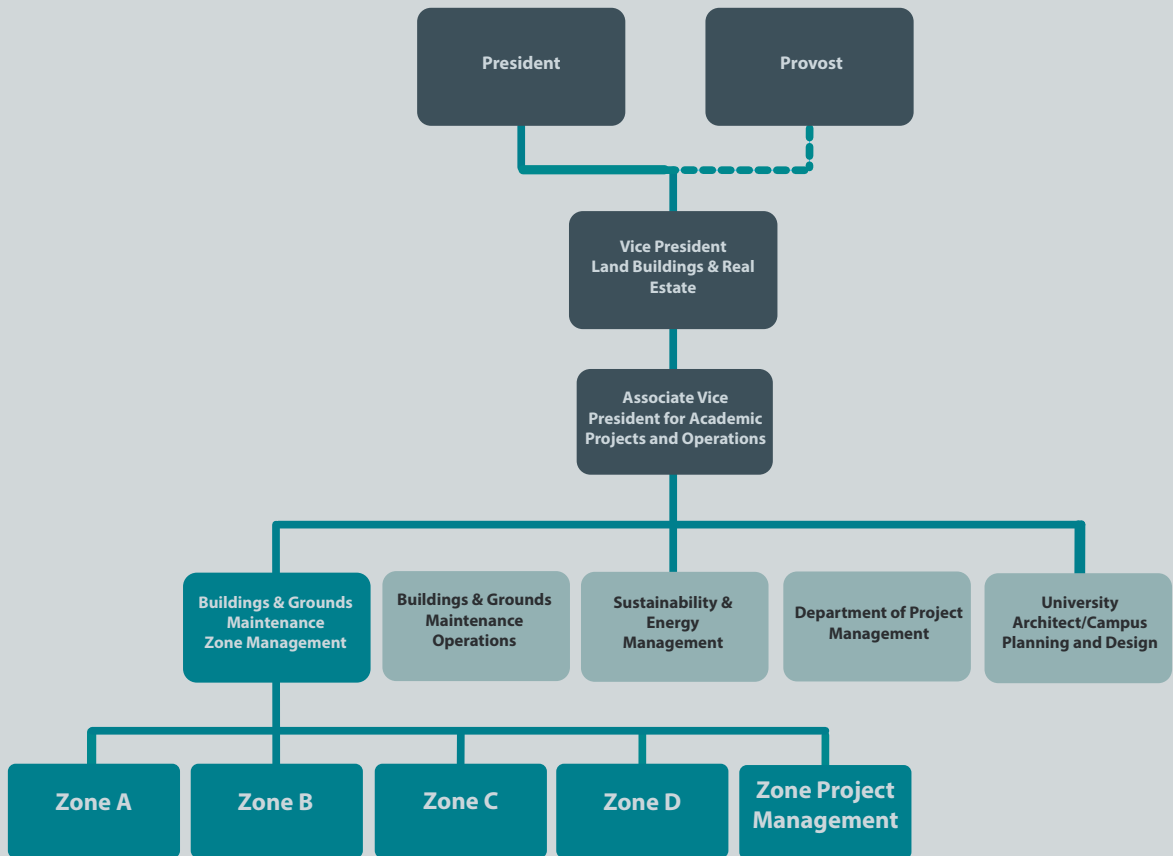 President
Provost
Vice President
Land Buildings & Real
Estate
Associate Vice
President for Academic
Projects and Operations
Buildings & Grounds
Maintenance
Zone Management
Buildings & Grounds
Maintenance
Operations
Sustainability &
Energy
Management
Department of Project
Management
University
Architect/Campus
Planning and Design
Zone A
Zone B
Zone C
Zone D
Zone Project
Management